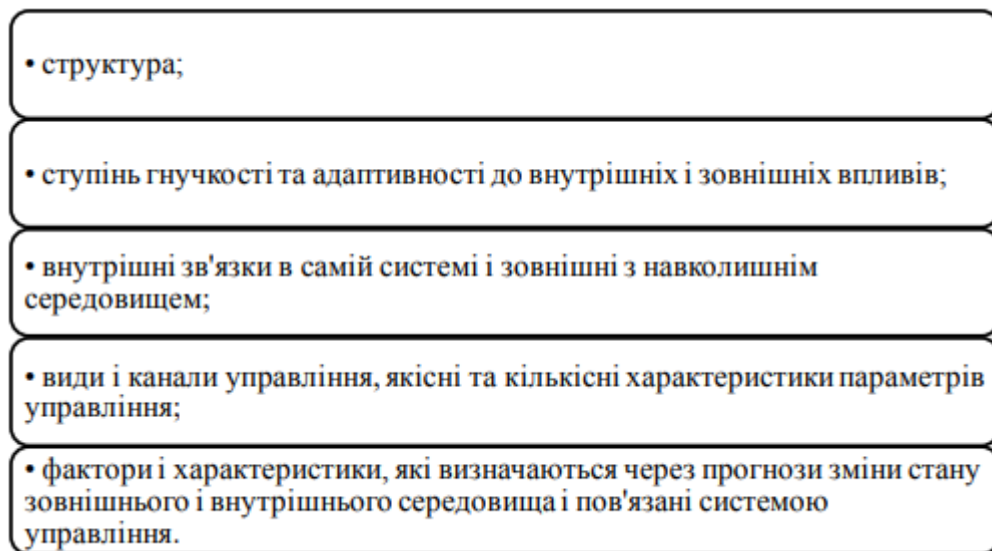 • структура;
• ступінь гнучкості та адаптивності до внутрішніх і зовнішніх впливів;
• внутрішні зв'язки в самій системі і зовнішні з навколишнім
середовищем;
• види і канали управління, якісні та кількісні характеристики параметрів
управління;
• фактори і характеристики, які визначаються через прогнози зміни стану
зовнішнього і внутрішнього середовища і пов'язані системою
управління.